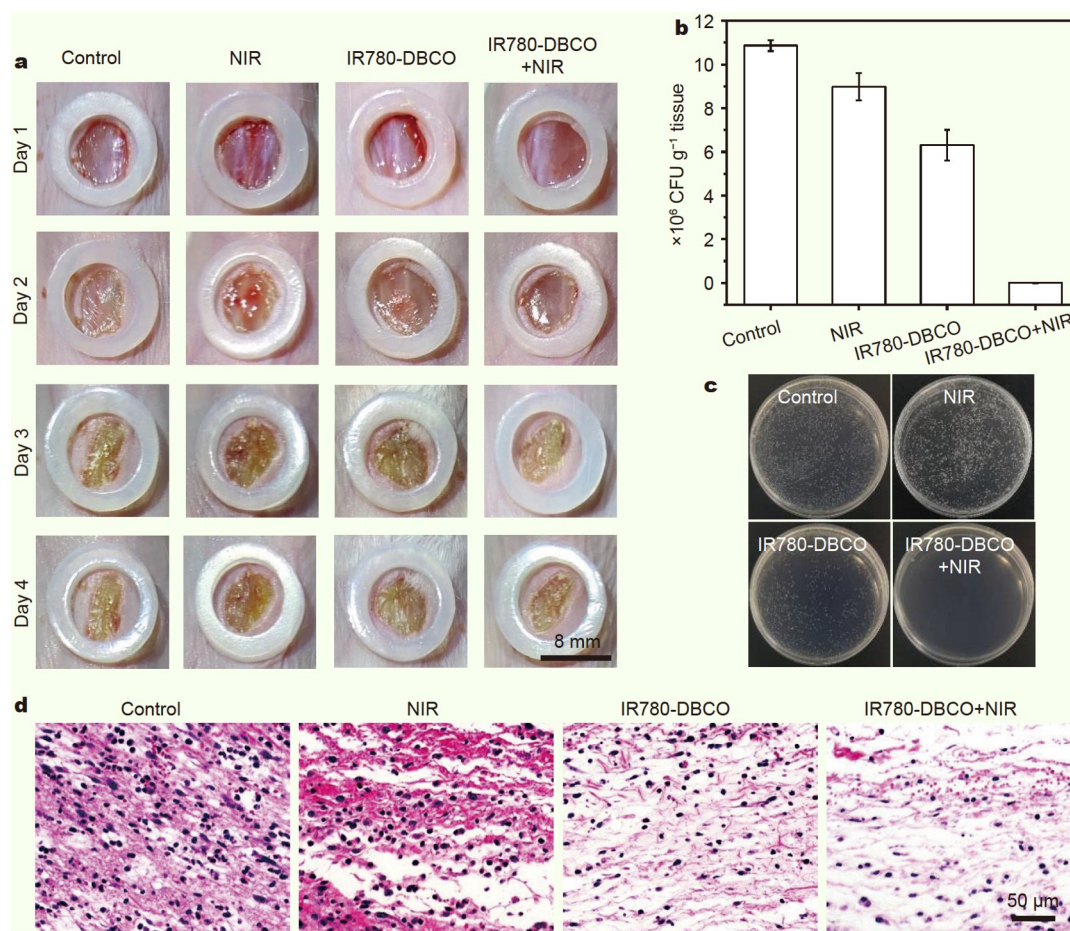 a
Control
NIR
IR780-DBCO
IR780-DBCO
+NIR
Day 1
Day 2
Day 3
Day 4
8 mm
b
12
10
8
6
4
2
0
×10⁶ CFU g⁻¹ tissue
Control
NIR
IR780-DBCO
IR780-DBCO+NIR
c
Control
NIR
IR780-DBCO
IR780-DBCO
+NIR
d
Control
NIR
IR780-DBCO
IR780-DBCO+NIR
50 μm